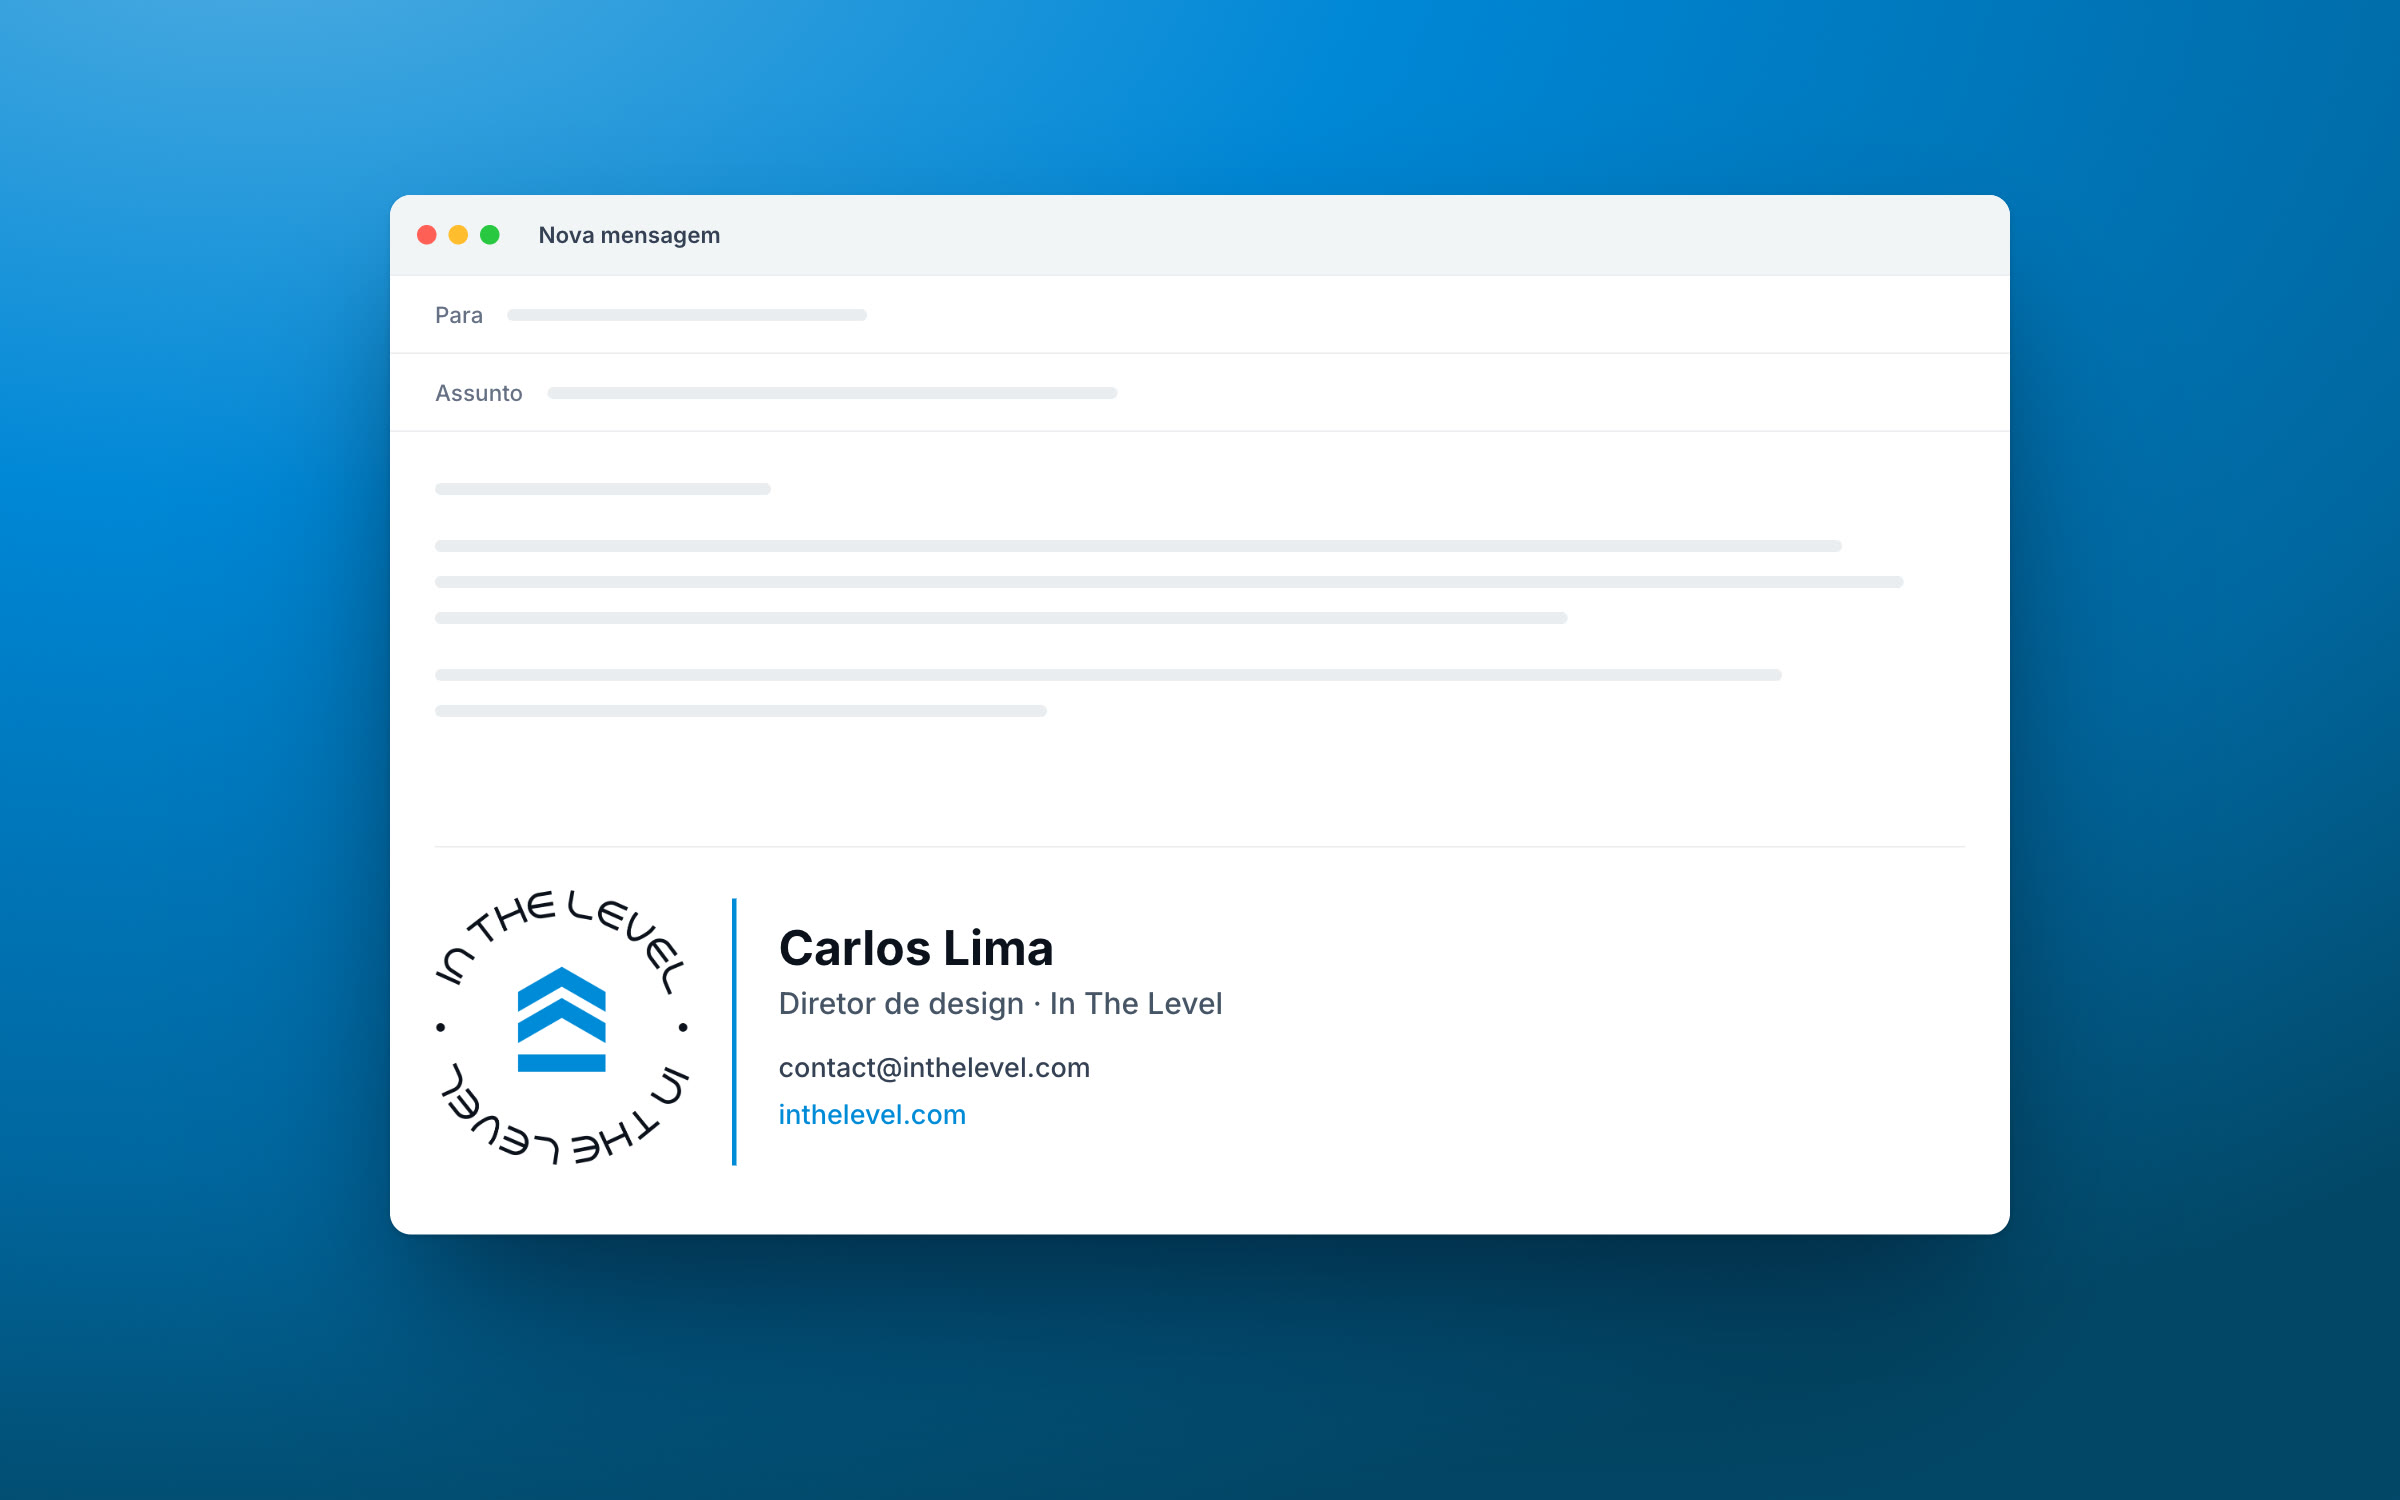 Nova mensagem
Para
Assunto
IN THE LEVEL
Carlos Lima
Diretor de design · In The Level
contact@inthelevel.com
inthelevel.com
• IN THE LEVEL •